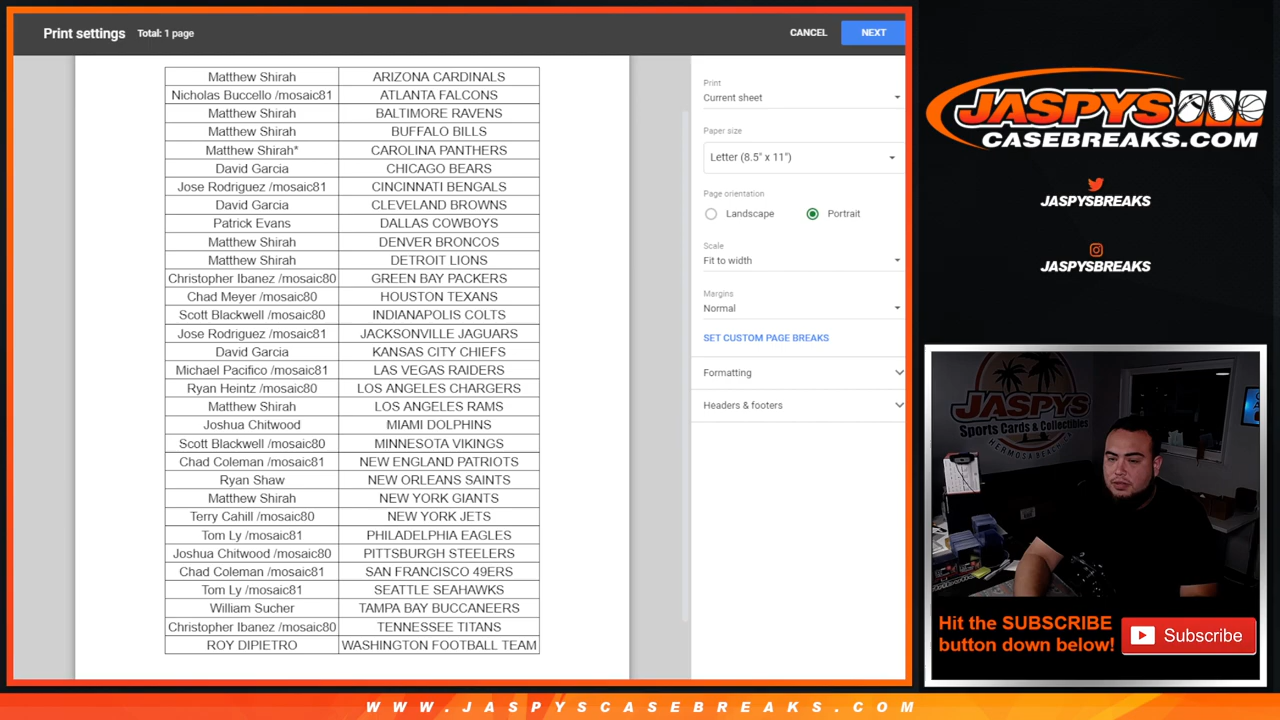 Print settings Total: 1 page CANCEL NEXT
Matthew Shirah ARIZONA CARDINALS
Nicholas Buccello /mosaic81 ATLANTA FALCONS
Matthew Shirah BALTIMORE RAVENS
Matthew Shirah BUFFALO BILLS
Matthew Shirah* CAROLINA PANTHERS
David Garcia CHICAGO BEARS
Jose Rodriguez /mosaic81 CINCINNATI BENGALS
David Garcia CLEVELAND BROWNS
Patrick Evans DALLAS COWBOYS
Matthew Shirah DENVER BRONCOS
Matthew Shirah DETROIT LIONS
Christopher Ibanez /mosaic80 GREEN BAY PACKERS
Chad Meyer /mosaic80 HOUSTON TEXANS
Scott Blackwell /mosaic80 INDIANAPOLIS COLTS
Jose Rodriguez /mosaic81 JACKSONVILLE JAGUARS
David Garcia KANSAS CITY CHIEFS
Michael Pacifico /mosaic81 LAS VEGAS RAIDERS
Ryan Heintz /mosaic80 LOS ANGELES CHARGERS
Matthew Shirah LOS ANGELES RAMS
Joshua Chitwood MIAMI DOLPHINS
Scott Blackwell /mosaic80 MINNESOTA VIKINGS
Chad Coleman /mosaic81 NEW ENGLAND PATRIOTS
Ryan Shaw NEW ORLEANS SAINTS
Matthew Shirah NEW YORK GIANTS
Terry Cahill /mosaic80 NEW YORK JETS
Tom Ly /mosaic81 PHILADELPHIA EAGLES
Joshua Chitwood /mosaic80 PITTSBURGH STEELERS
Chad Coleman /mosaic81 SAN FRANCISCO 49ERS
Tom Ly /mosaic81 SEATTLE SEAHAWKS
William Sucher TAMPA BAY BUCCANEERS
Christopher Ibanez /mosaic80 TENNESSEE TITANS
ROY DIPIETRO WASHINGTON FOOTBALL TEAM
Print
Current sheet
Paper size
Letter (8.5" x 11")
Page orientation
Landscape Portrait
Scale
Fit to width
Margins
Normal
SET CUSTOM PAGE BREAKS
Formatting
Headers & footers
JASPYS
CASEBREAKS.COM
JASPYSBREAKS
JASPYSBREAKS
JASPYS
Sports Cards & Collectibles
HERMOSA BEACH
Hit the SUBSCRIBE
button down below!
Subscribe
WWW.JASPYSCASEBREAKS.COM